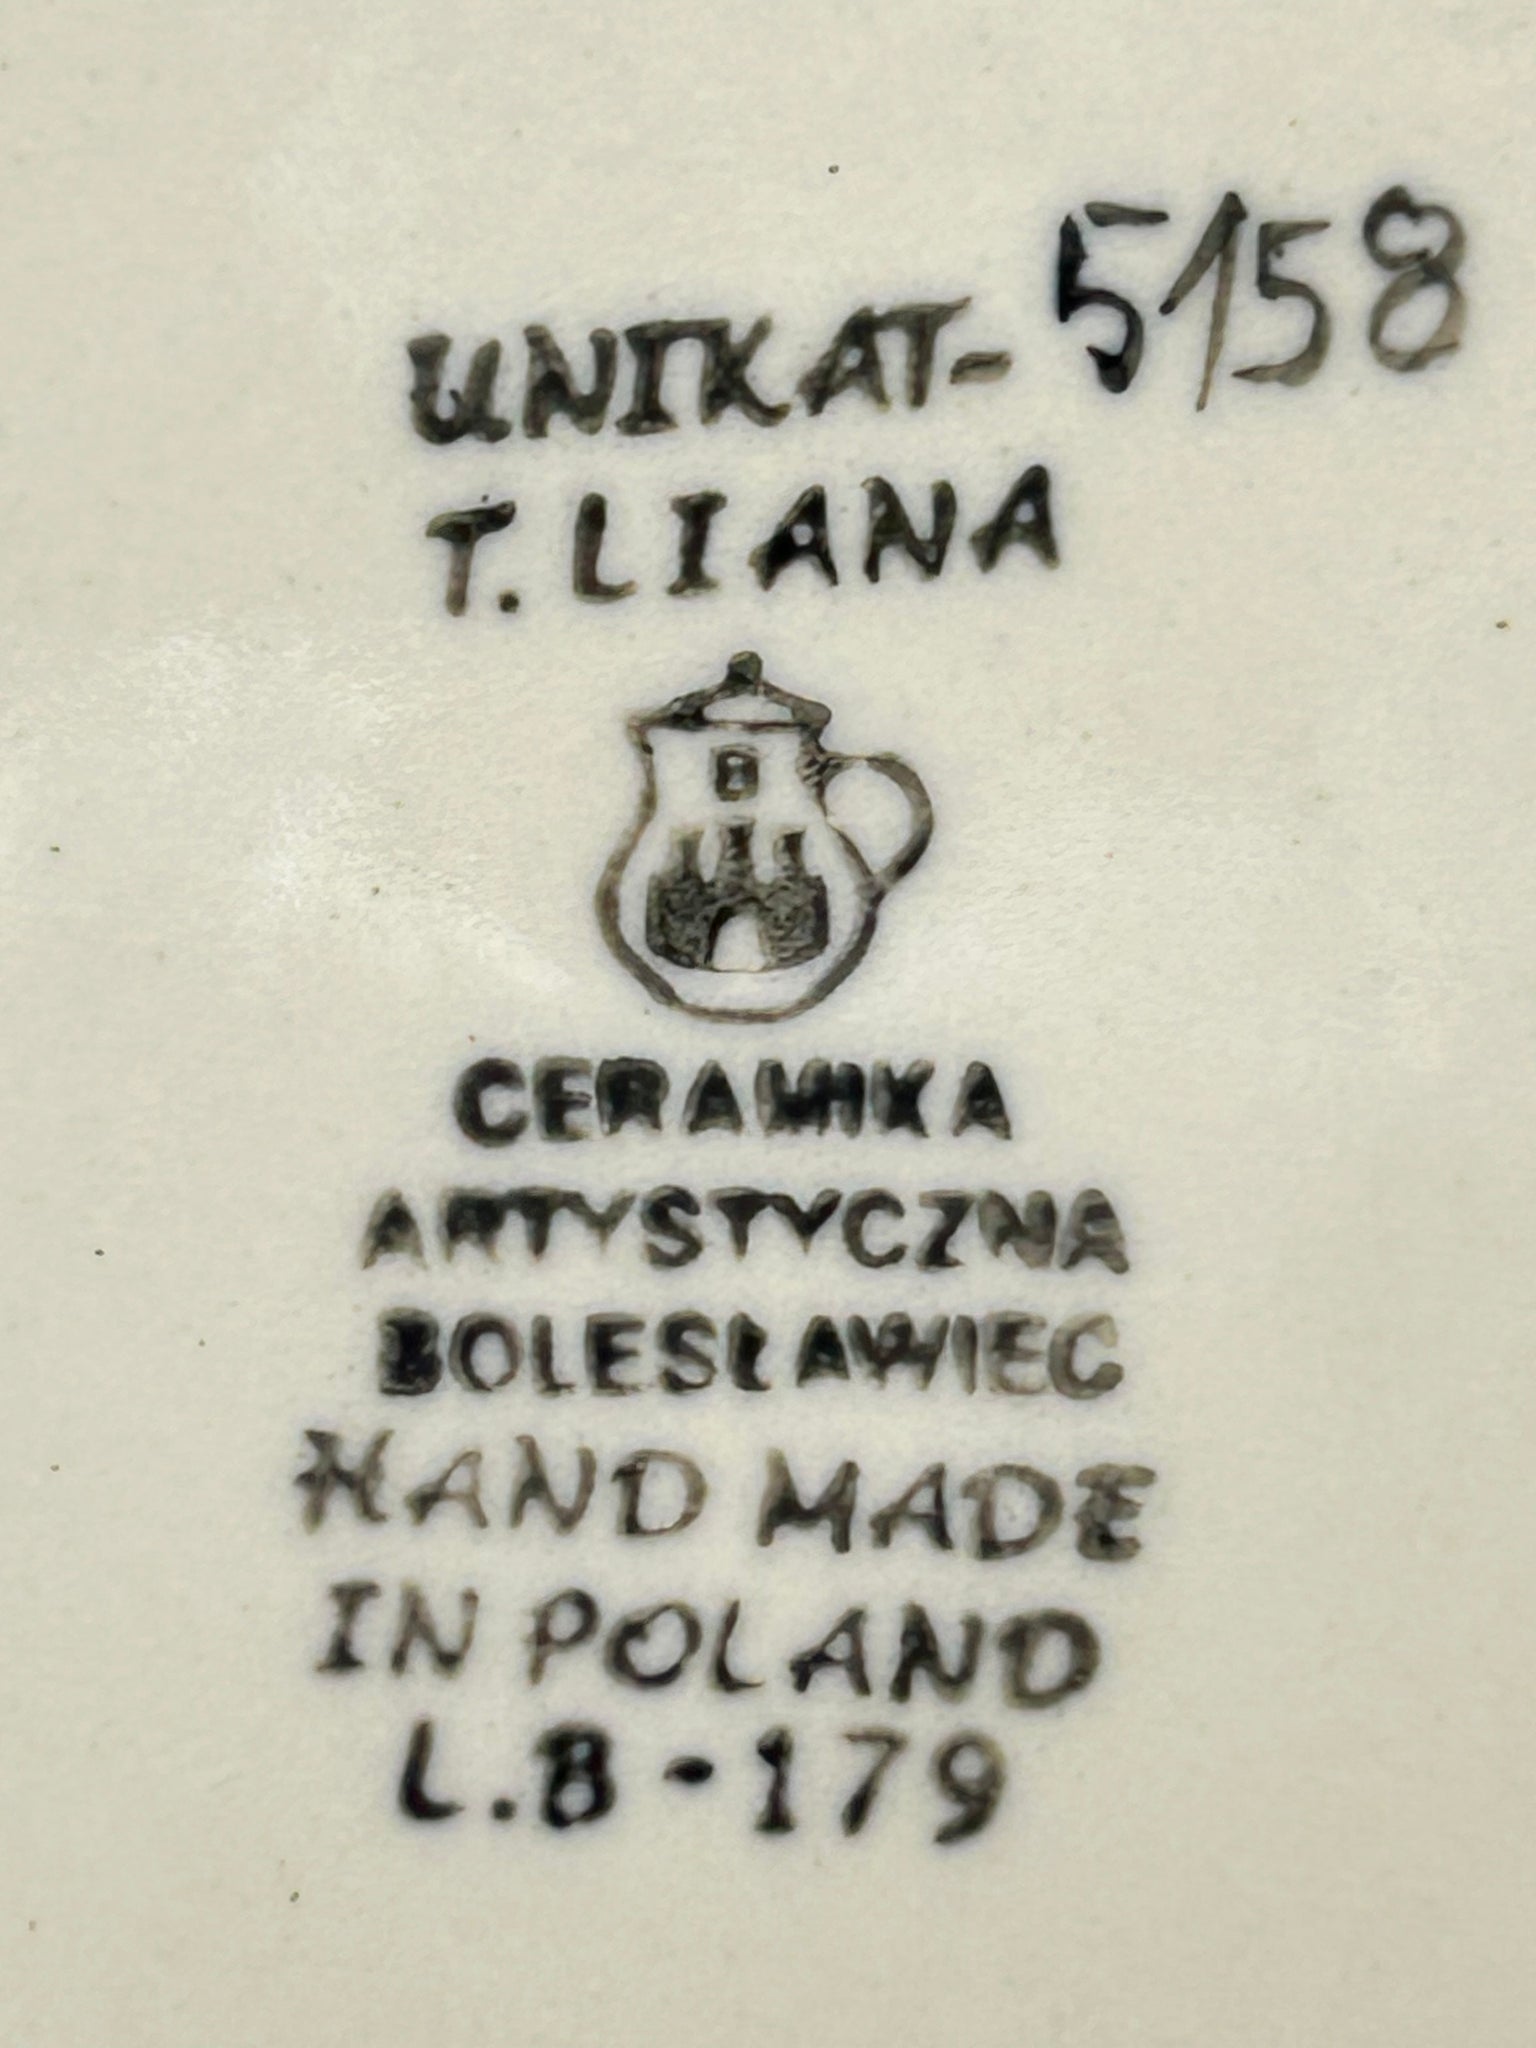 UNIKAT- 5158
T. LIANA
B
CERAMIKA
ARTYSTYCZNA
BOLESŁAWIEC
HAND MADE
IN POLAND
L.B-179